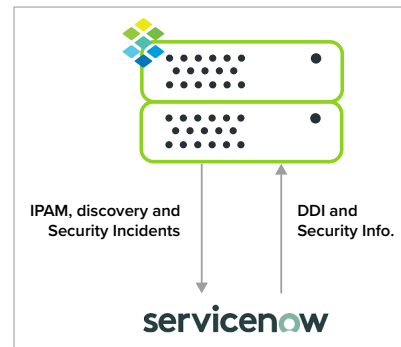 IPAM, discovery and
Security Incidents
DDI and
Security Info.
servicenow